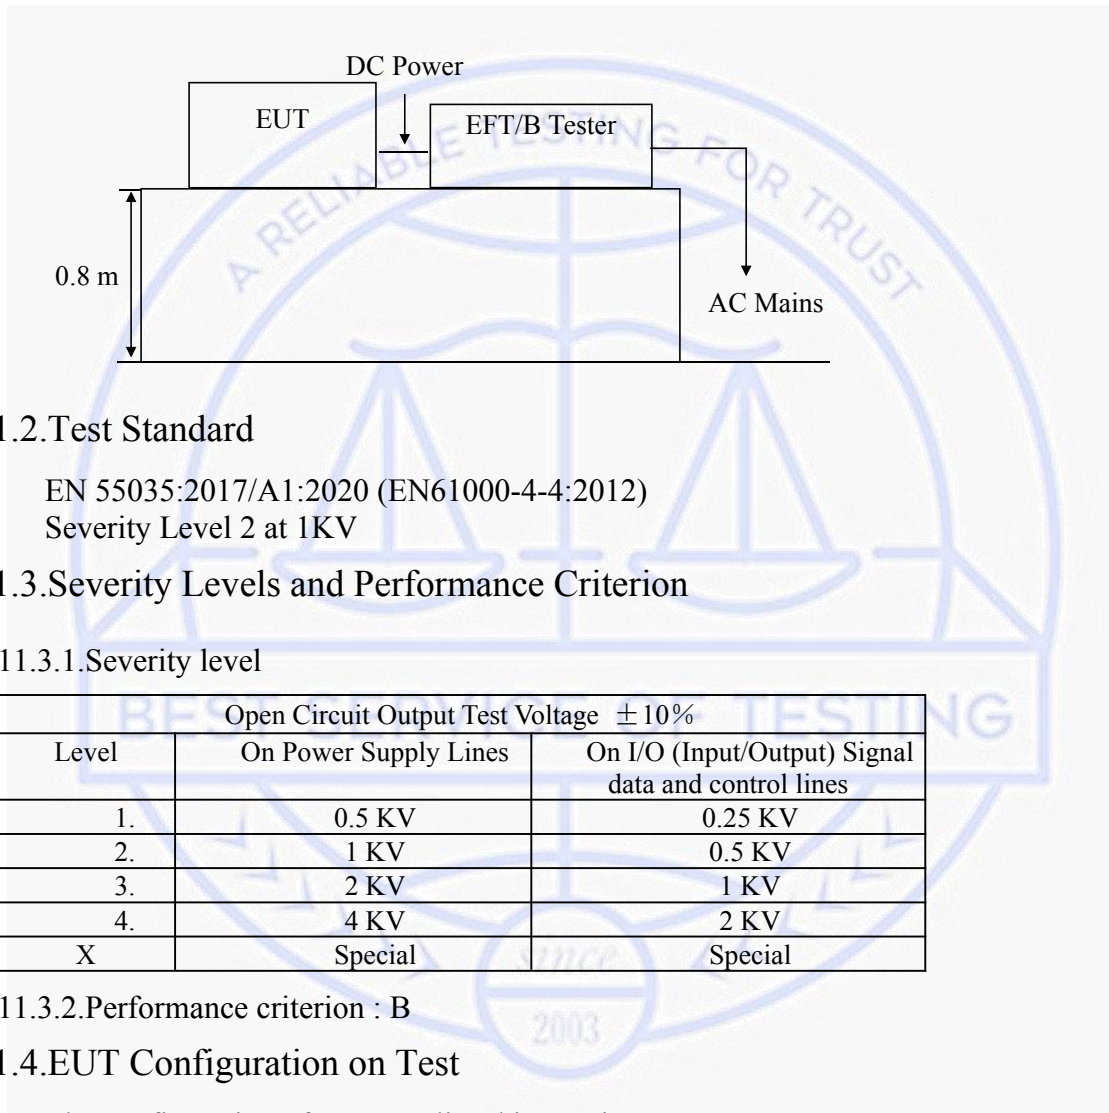 DC Power
EUT
EFT/B Tester
0.8 m
AC Mains
A RELIABLE TESTING FOR TRUST
1.2.Test Standard
EN 55035:2017/A1:2020 (EN61000-4-4:2012)
Severity Level 2 at 1KV
1.3.Severity Levels and Performance Criterion
11.3.1.Severity level
BEST SERVICE OF TESTING
Open Circuit Output Test Voltage ±10%
Level On Power Supply Lines On I/O (Input/Output) Signal
data and control lines
1. 0.5 KV 0.25 KV
2. 1 KV 0.5 KV
3. 2 KV 1 KV
4. 4 KV 2 KV
X Special Special
since
2003
11.3.2.Performance criterion : B
1.4.EUT Configuration on Test